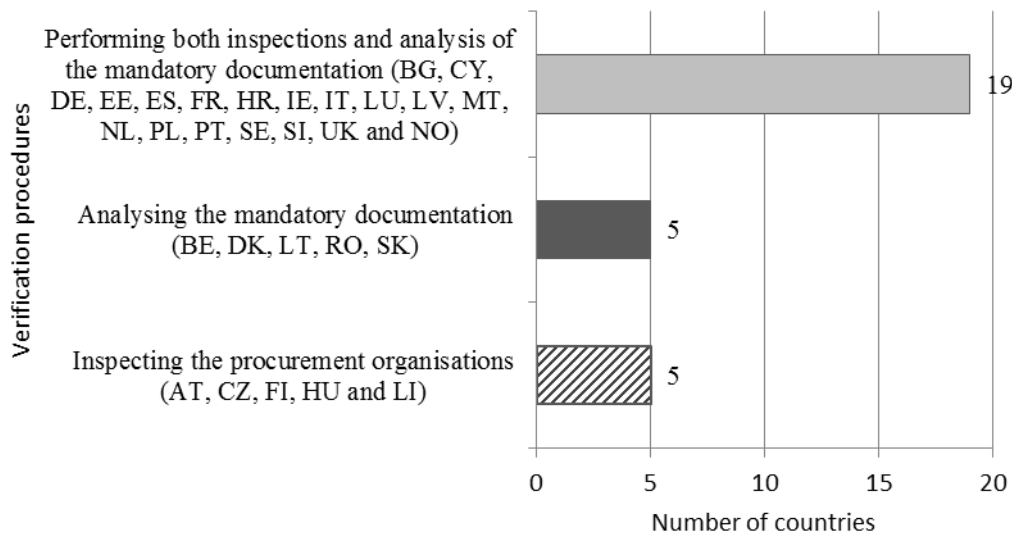 Verification procedures
Performing both inspections and analysis of
the mandatory documentation (BG, CY,
DE, EE, ES, FR, HR, IE, IT, LU, LV, MT,
NL, PL, PT, SE, SI, UK and NO)
19
Analysing the mandatory documentation
(BE, DK, LT, RO, SK)
5
Inspecting the procurement organisations
(AT, CZ, FI, HU and LI)
5
0 5 10 15 20
Number of countries